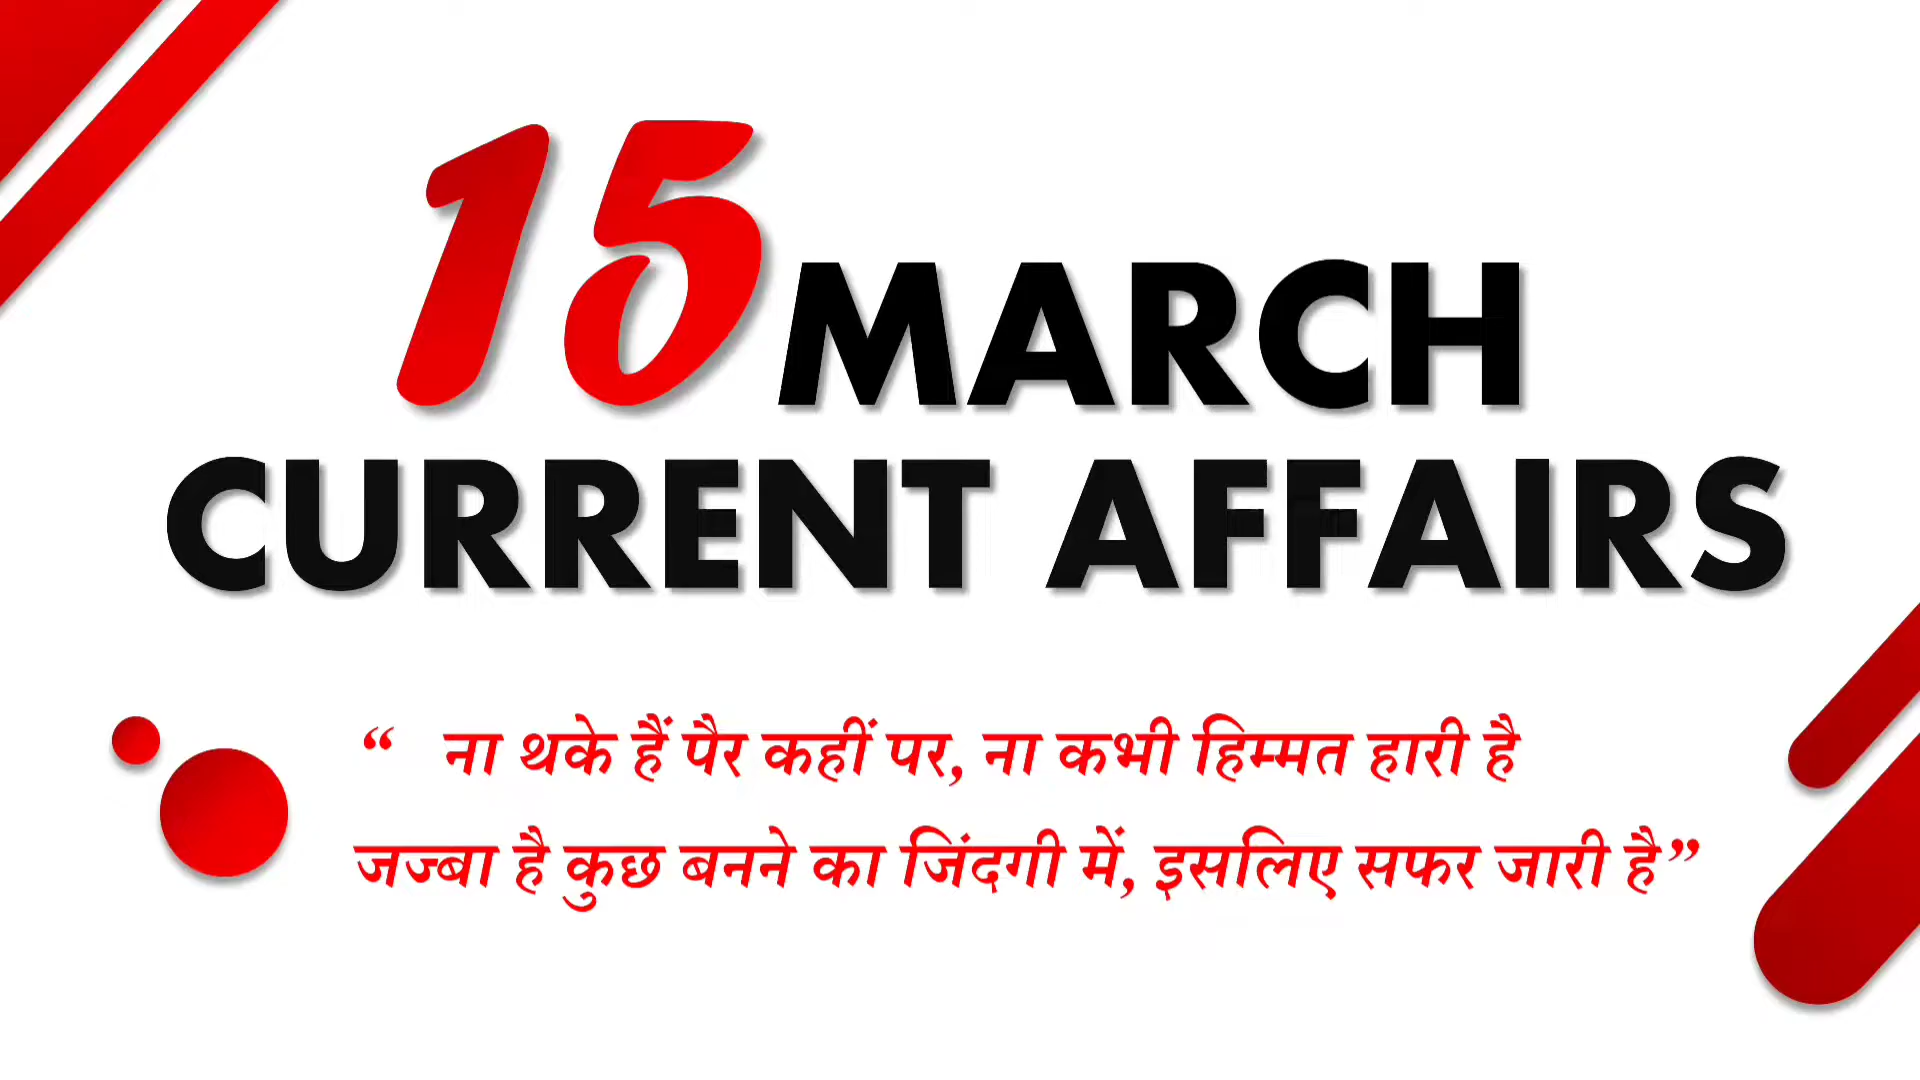 15 MARCH
CURRENT AFFAIRS
“ ना थके हैं पैर कहीं पर, ना कभी हिम्मत हारी है
जज्बा है कुछ बनने का जिंदगी में, इसलिए सफर जारी है”